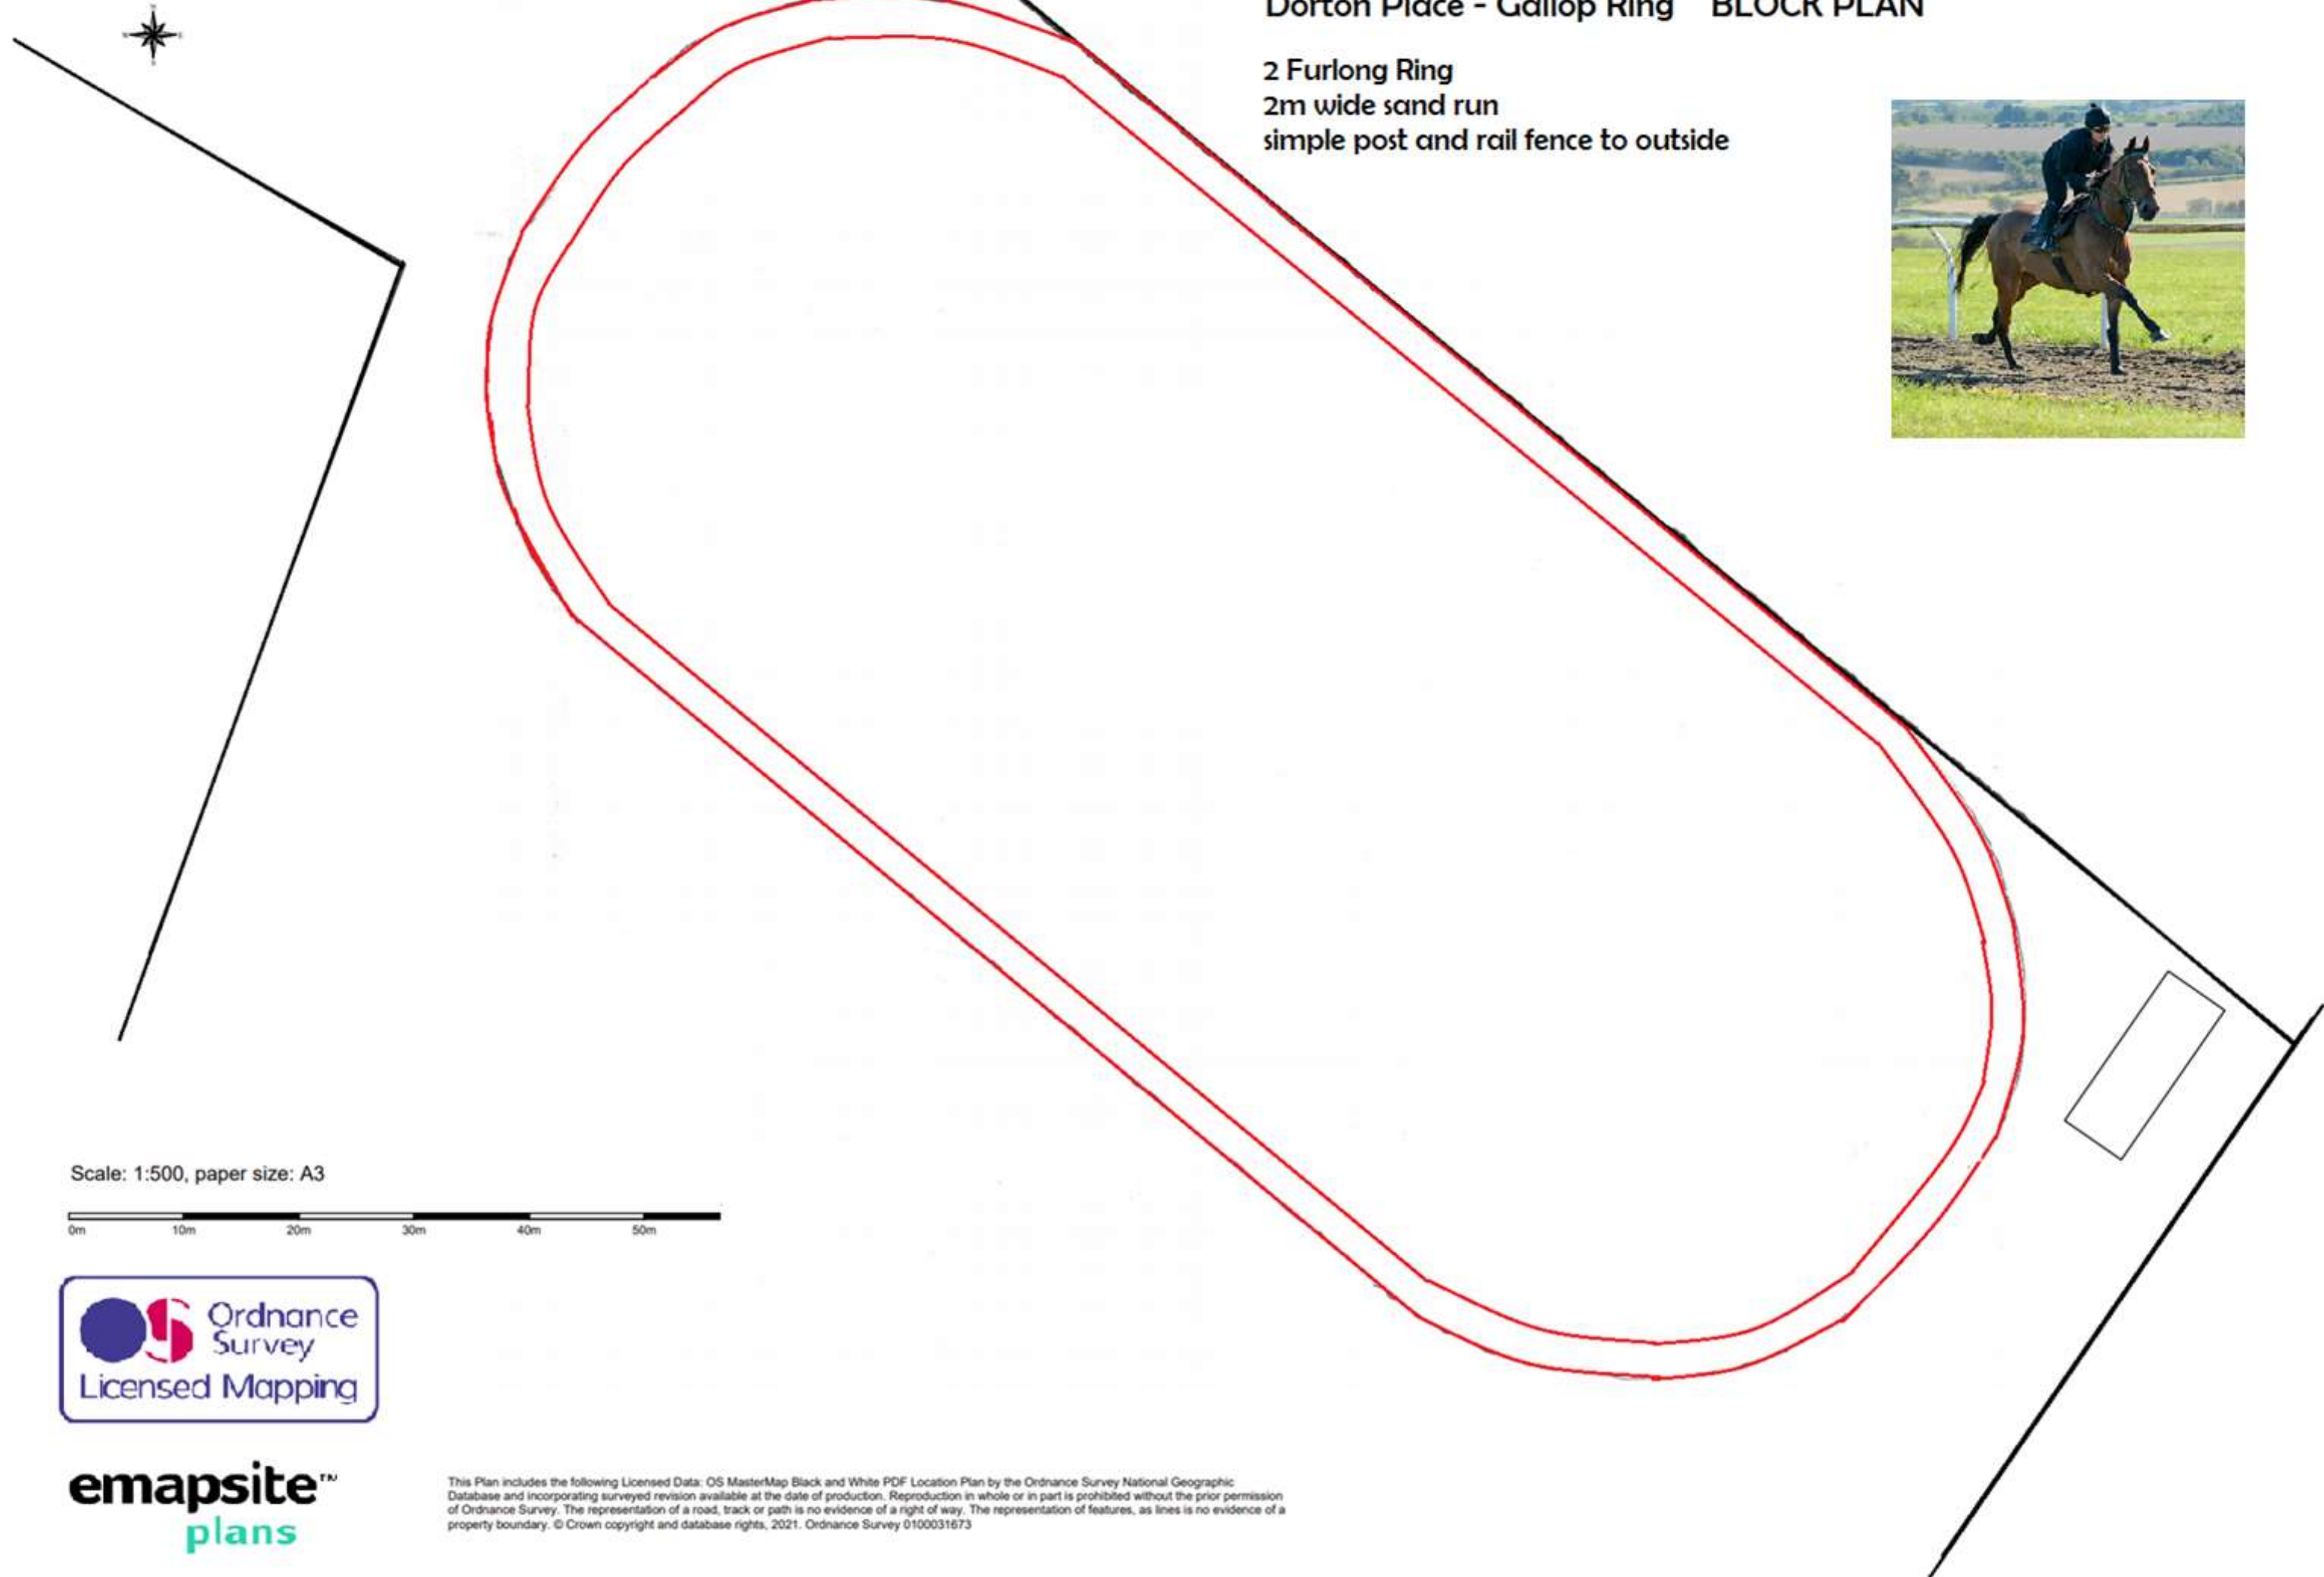 Dorton Place - Gallop Ring BLOCK PLAN
2 Furlong Ring
2m wide sand run
simple post and rail fence to outside
Scale: 1:500, paper size: A3
0m 10m 20m 30m 40m 50m
OS Ordnance
Survey
Licensed Mapping
emapsite™
plans
This Plan includes the following Licensed Data: OS MasterMap Black and White PDF Location Plan by the Ordnance Survey National Geographic
Database and incorporating surveyed revision available at the date of production. Reproduction in whole or in part is prohibited without the prior permission
of Ordnance Survey. The representation of a road, track or path is no evidence of a right of way. The representation of features, as lines is no evidence of a
property boundary. © Crown copyright and database rights, 2021. Ordnance Survey 0100031673